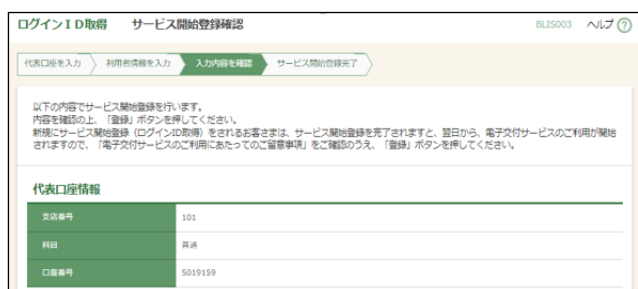 ログインＩＤ取得 サービス開始登録確認 BLIS003 ヘルプ ?
代表口座を入力 利用者情報を入力 入力内容を確認 サービス開始登録完了
以下の内容でサービス開始登録を行います。
内容を確認の上、「登録」ボタンを押してください。
新規にサービス開始登録（ログインID取得）をされるお客さまは、サービス開始登録を完了されますと、翌日から、電子交付サービスのご利用が開始
されますので、「電子交付サービスのご利用にあたってのご留意事項」をご確認のうえ、「登録」ボタンを押してください。
代表口座情報
支店番号 101
科目 普通
口座番号 5019159